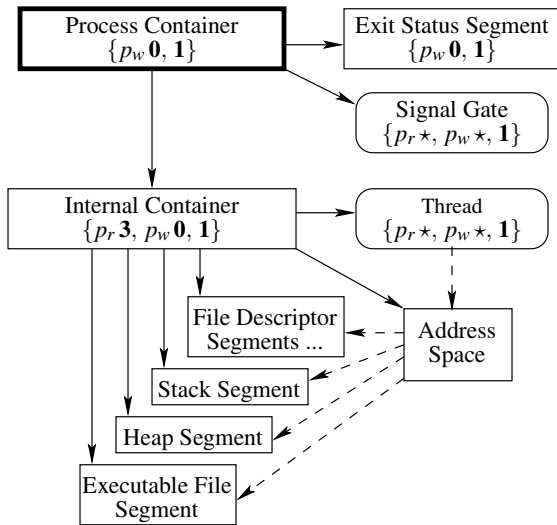 Process Container
{p_w 0, 1}
Exit Status Segment
{p_w 0, 1}
Signal Gate
{p_r ⋆, p_w ⋆, 1}
Internal Container
{p_r 3, p_w 0, 1}
Thread
{p_r ⋆, p_w ⋆, 1}
File Descriptor
Segments ...
Address
Space
Stack Segment
Heap Segment
Executable File
Segment